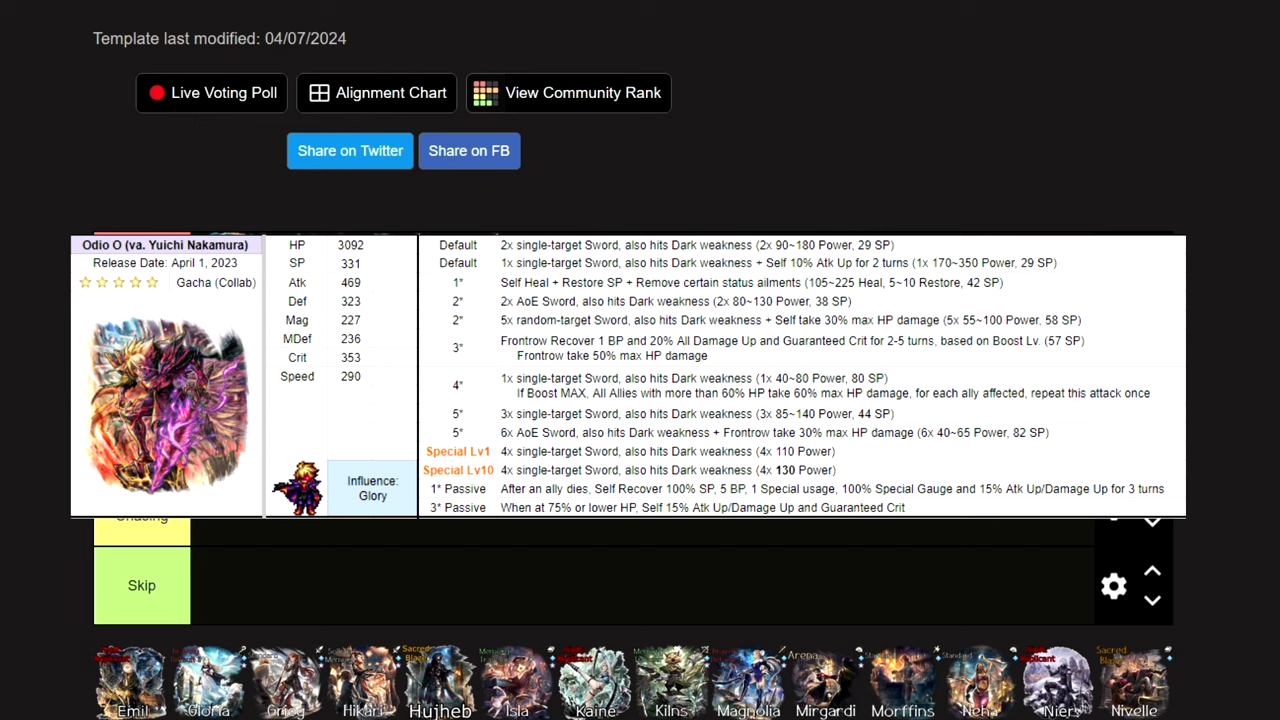 Template last modified: 04/07/2024
Live Voting Poll
Alignment Chart
View Community Rank
Share on Twitter
Share on FB
Odio O (va. Yuichi Nakamura)
Release Date: April 1, 2023
Gacha (Collab)
HP 3092
SP 331
Atk 469
Def 323
Mag 227
MDef 236
Crit 353
Speed 290
Influence:
Glory
Default 2x single-target Sword, also hits Dark weakness (2x 90~180 Power, 29 SP)
Default 1x single-target Sword, also hits Dark weakness + Self 10% Atk Up for 2 turns (1x 170~350 Power, 29 SP)
1* Self Heal + Restore SP + Remove certain status ailments (105~225 Heal, 5~10 Restore, 42 SP)
2* 2x AoE Sword, also hits Dark weakness (2x 80~130 Power, 38 SP)
2* 5x random-target Sword, also hits Dark weakness + Self take 30% max HP damage (5x 55~100 Power, 58 SP)
3* Frontrow Recover 1 BP and 20% All Damage Up and Guaranteed Crit for 2-5 turns, based on Boost Lv. (57 SP)
Frontrow take 50% max HP damage
4* 1x single-target Sword, also hits Dark weakness (1x 40~80 Power, 80 SP)
If Boost MAX, All Allies with more than 60% HP take 60% max HP damage, for each ally affected, repeat this attack once
5* 3x single-target Sword, also hits Dark weakness (3x 85~140 Power, 44 SP)
5* 6x AoE Sword, also hits Dark weakness + Frontrow take 30% max HP damage (6x 40~65 Power, 82 SP)
Special Lv1 4x single-target Sword, also hits Dark weakness (4x 110 Power)
Special Lv10 4x single-target Sword, also hits Dark weakness (4x 130 Power)
1* Passive After an ally dies, Self Recover 100% SP, 5 BP, 1 Special usage, 100% Special Gauge and 15% Atk Up/Damage Up for 3 turns
3* Passive When at 75% or lower HP, Self 15% Atk Up/Damage Up and Guaranteed Crit
Skip
Sacred
Arena
Standard
Sacred
Emil
Gloria
Hikari
Hujheb
Isla
Kaine
Kilns
Magnolia
Mirgardi
Morffins
Neha
Nier
Nivelle